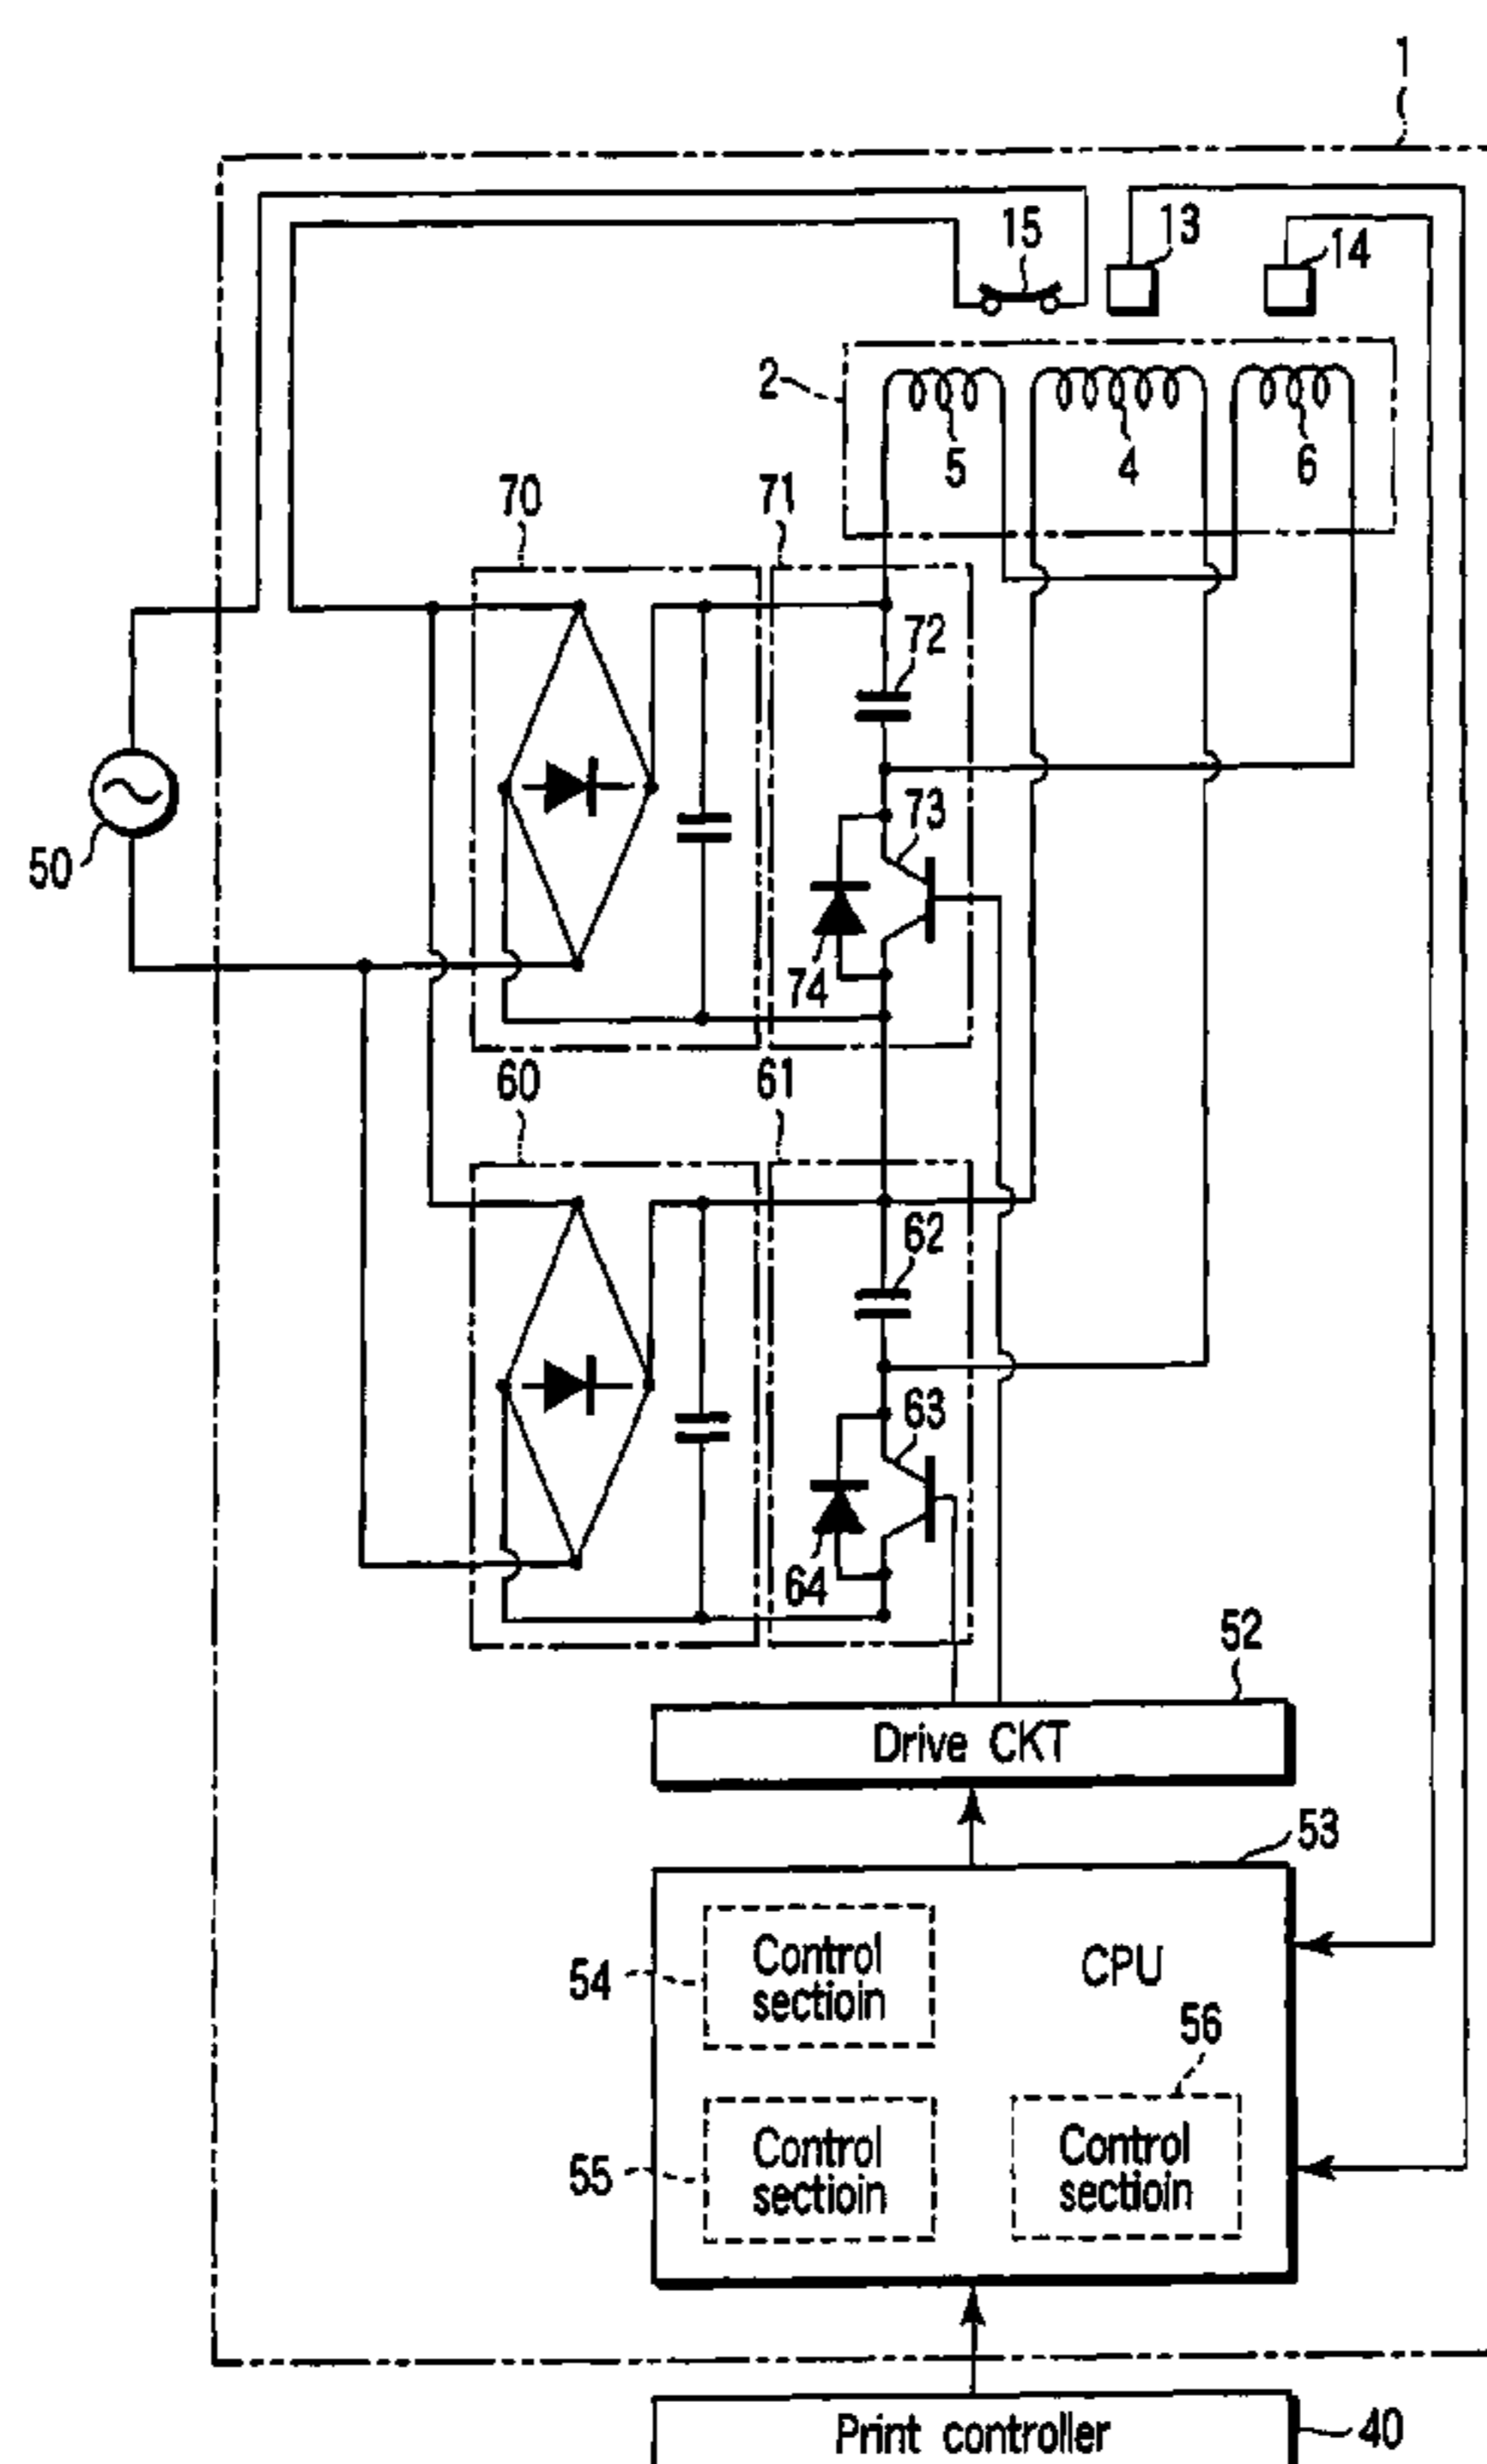 1
15
13
14
2
5
4
6
70
71
72
73
50
74
60
61
62
63
64
52
Drive CKT
53
54
Control
sectioin
CPU
56
55
Control
sectioin
Control
sectioin
Print controller
40